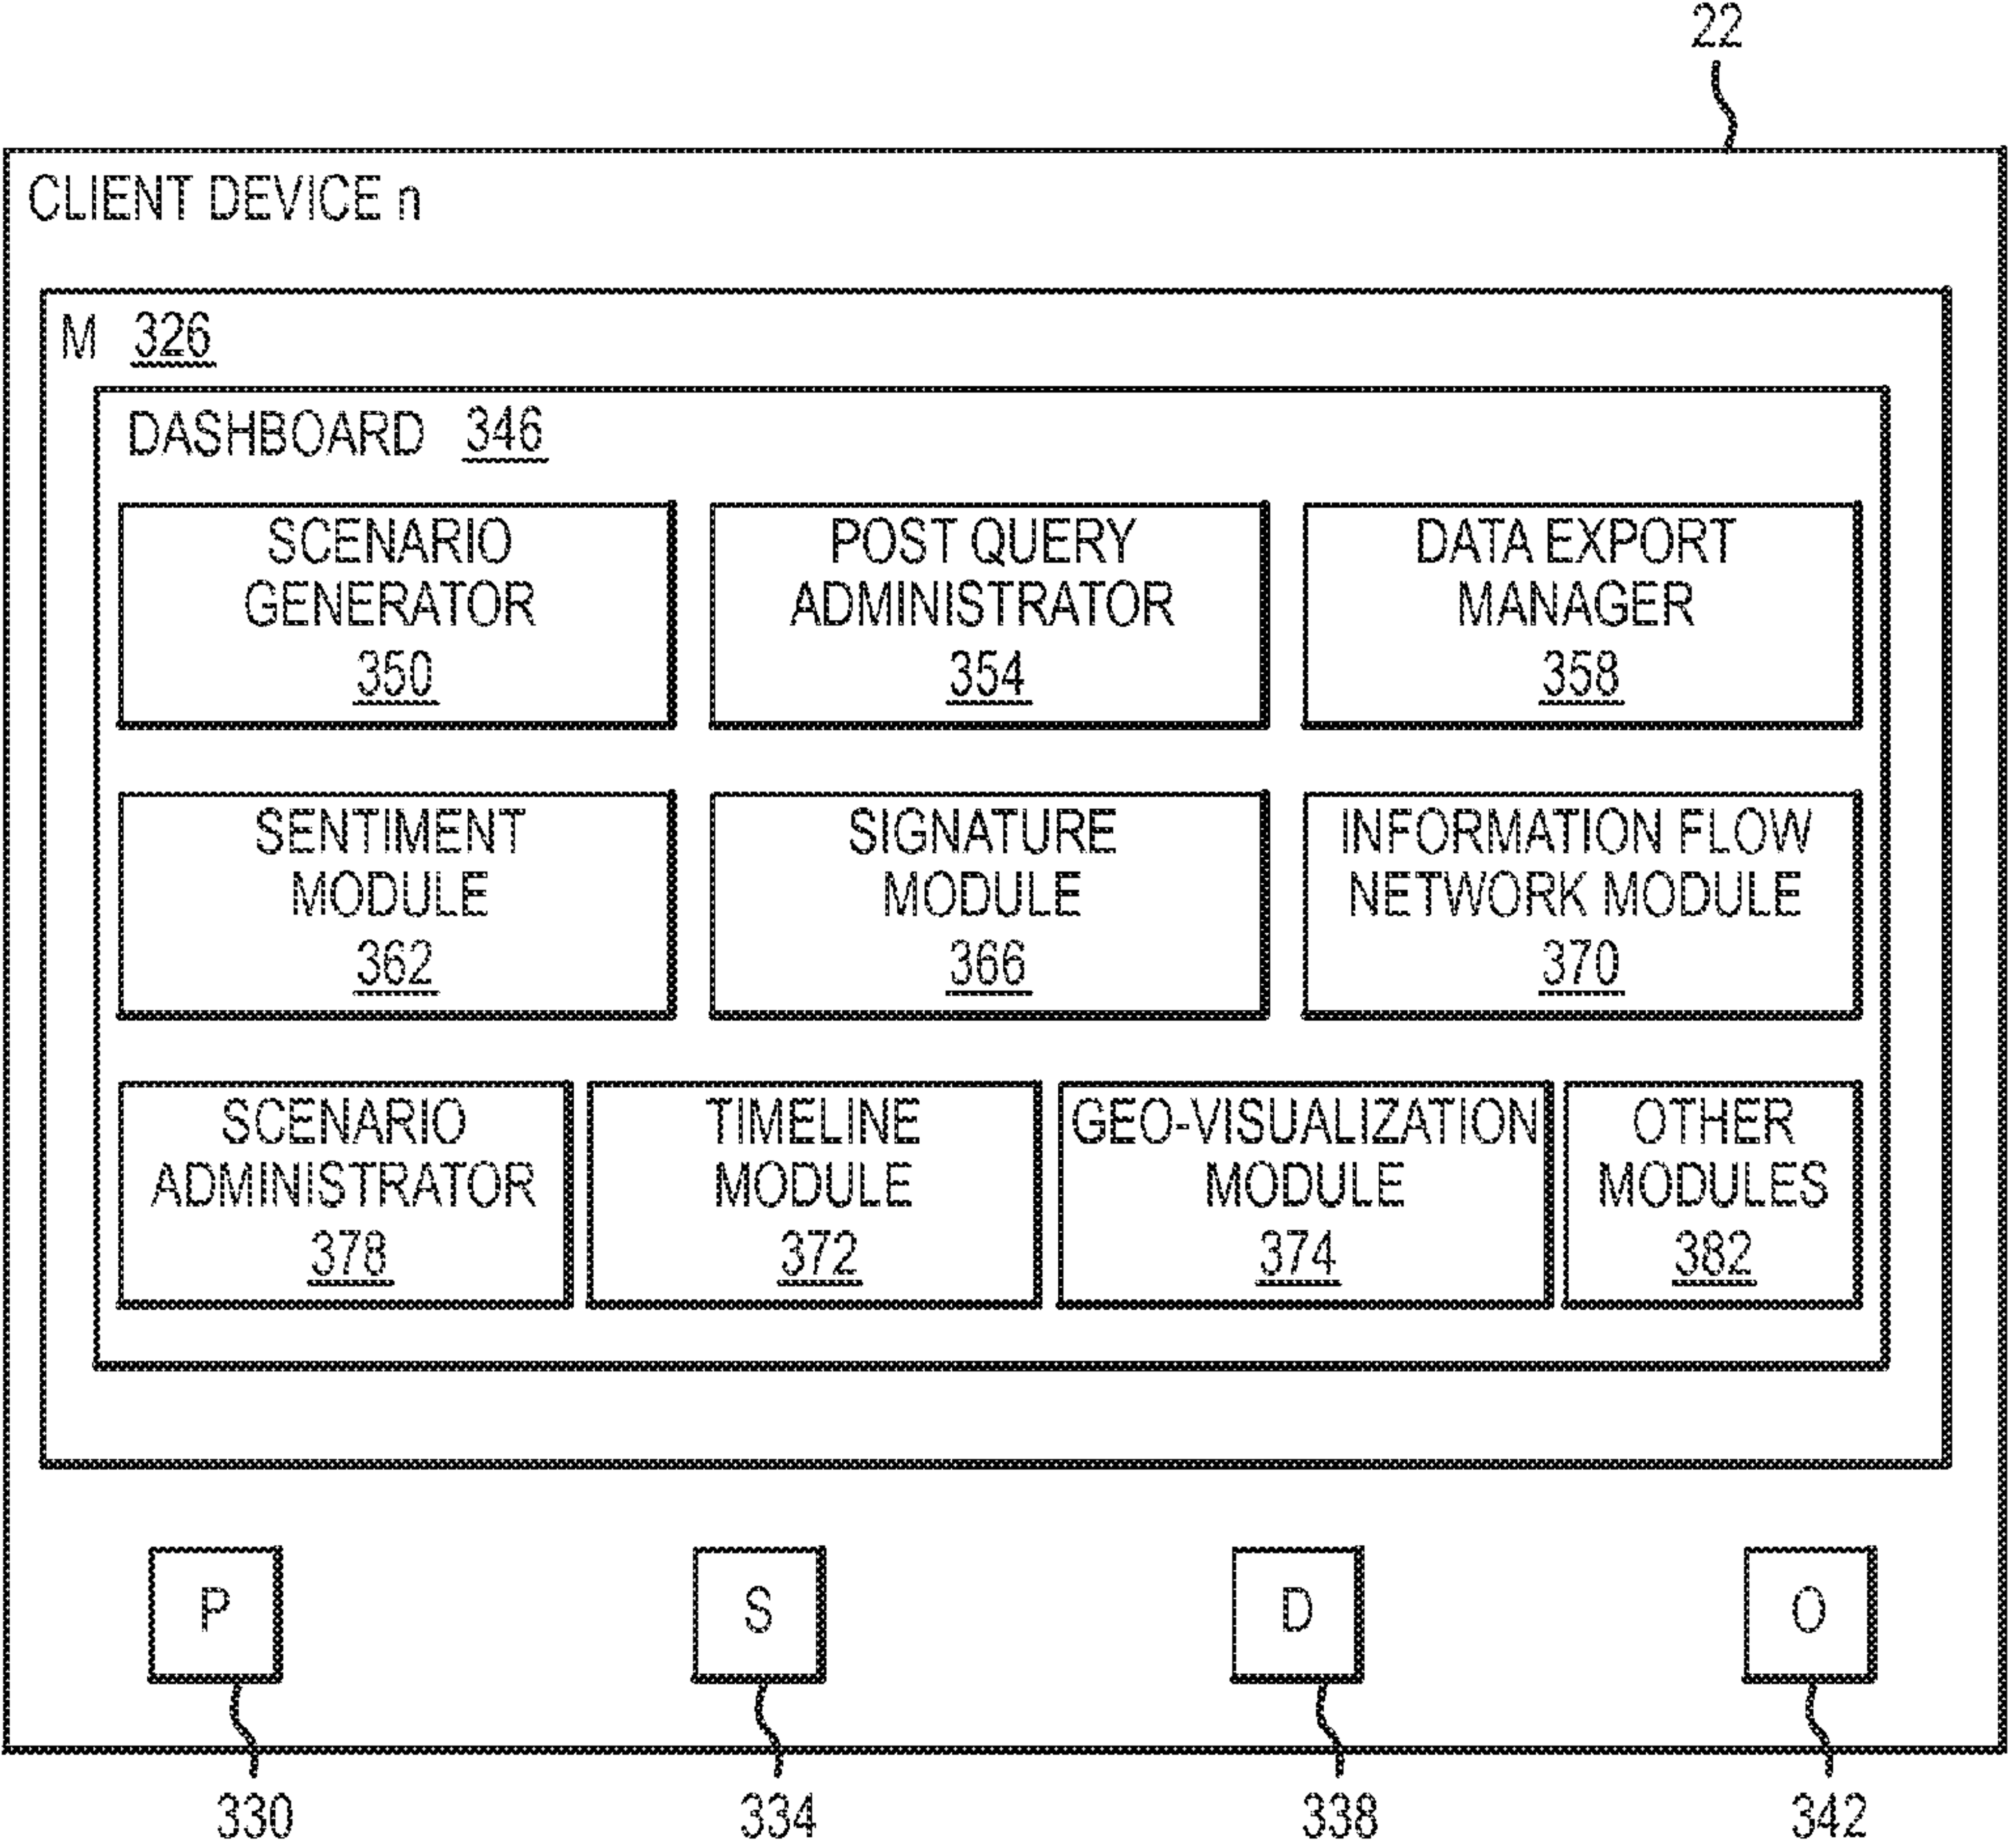 22
CLIENT DEVICE n
M 326
DASHBOARD 346
SCENARIO
GENERATOR
350
POST QUERY
ADMINISTRATOR
354
DATA EXPORT
MANAGER
358
SENTIMENT
MODULE
362
SIGNATURE
MODULE
366
INFORMATION FLOW
NETWORK MODULE
370
SCENARIO
ADMINISTRATOR
378
TIMELINE
MODULE
372
GEO-VISUALIZATION
MODULE
374
OTHER
MODULES
382
P
S
D
O
330
334
338
342